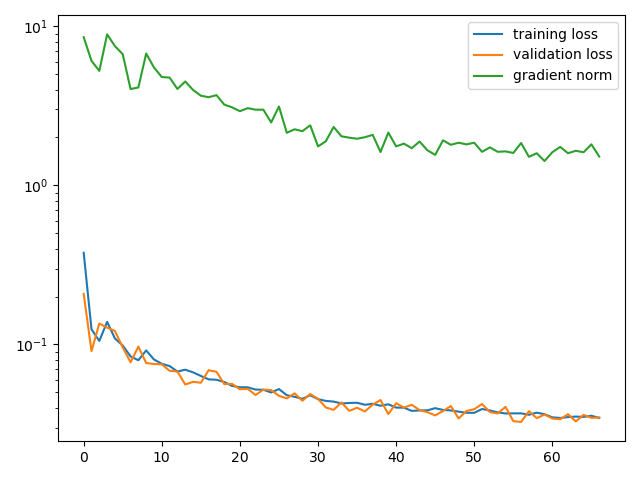 training loss
validation loss
gradient norm
10¹
10⁰
10⁻¹
0 10 20 30 40 50 60